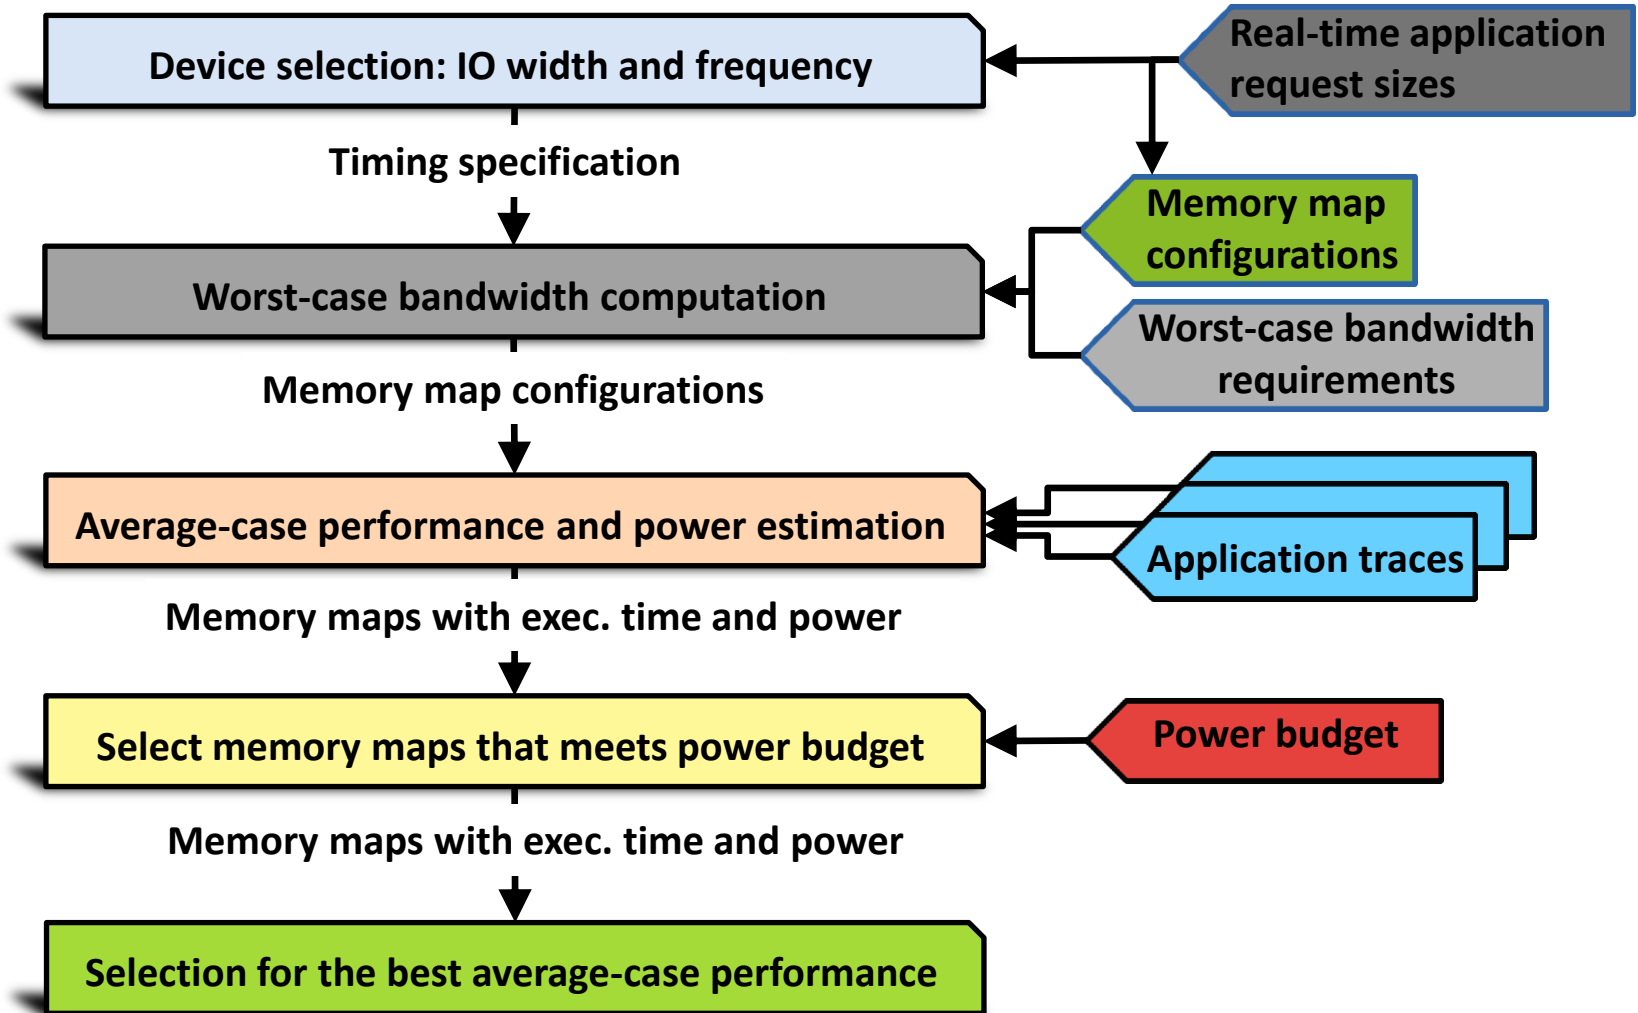 Device selection: IO width and frequency
Real-time application
request sizes
Timing specification
Memory map
configurations
Worst-case bandwidth computation
Worst-case bandwidth
requirements
Memory map configurations
Average-case performance and power estimation
Application traces
Memory maps with exec. time and power
Select memory maps that meets power budget
Power budget
Memory maps with exec. time and power
Selection for the best average-case performance